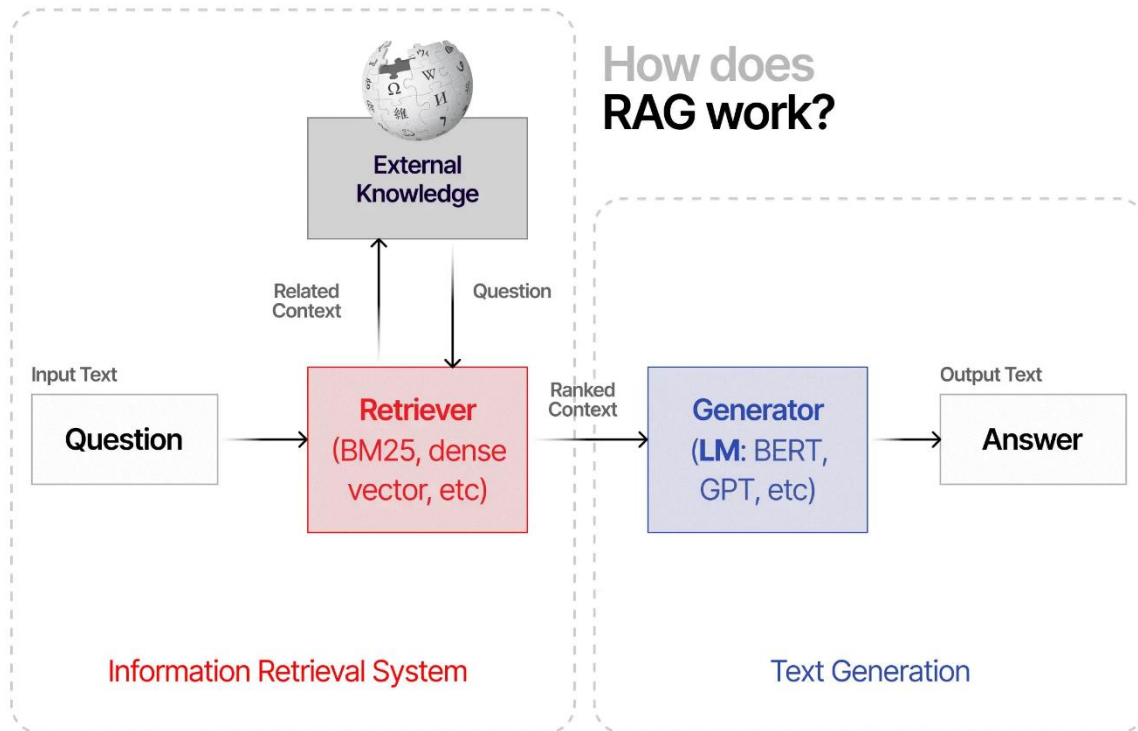 How does
RAG work?
External
Knowledge
Related
Context
Question
Input Text
Question
Retriever
(BM25, dense
vector, etc)
Ranked
Context
Generator
(LM: BERT,
GPT, etc)
Output Text
Answer
Information Retrieval System
Text Generation
Ω
W
維
И